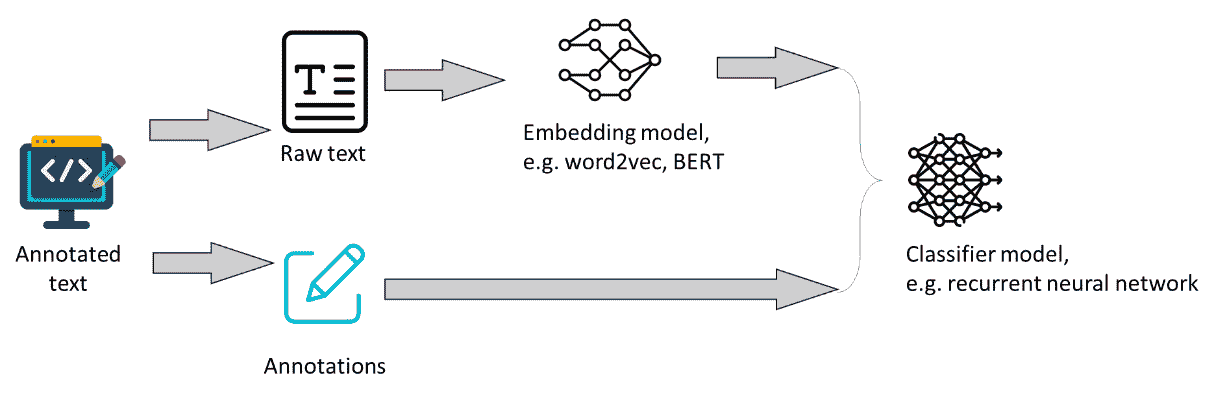 Raw text
Embedding model,
e.g. word2vec, BERT
Annotated
text
Annotations
Classifier model,
e.g. recurrent neural network